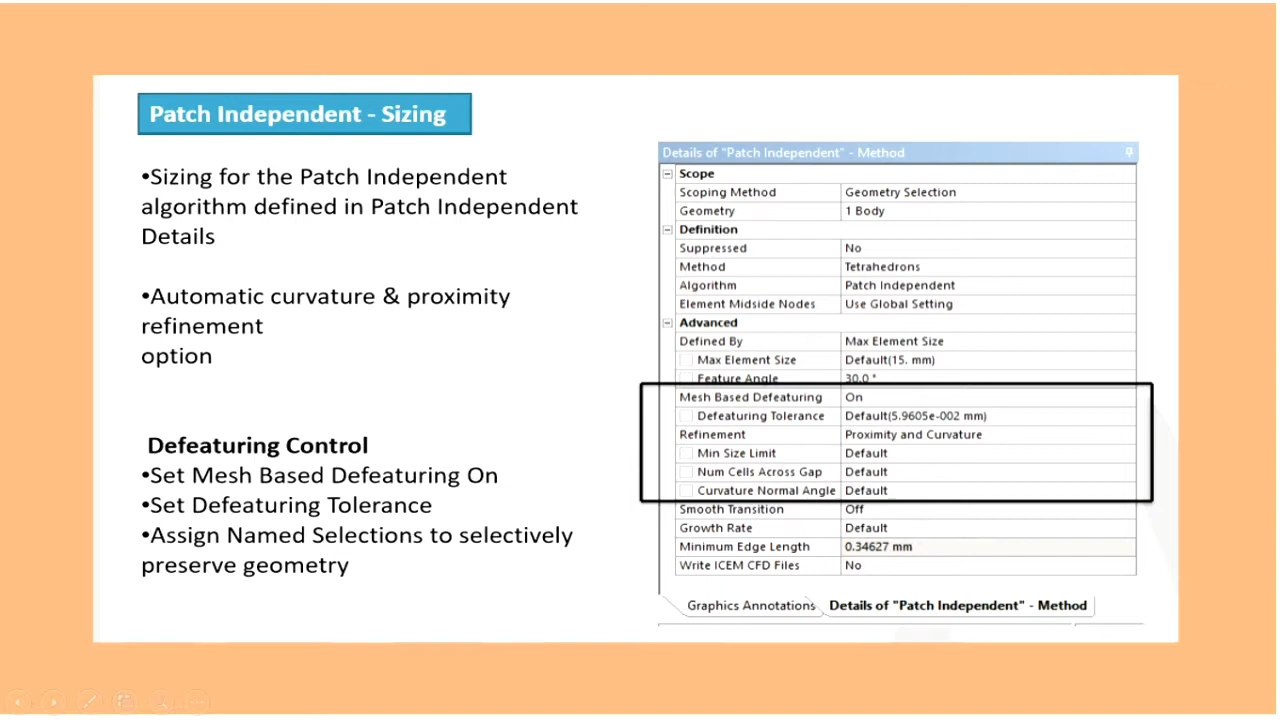 Patch Independent - Sizing
•Sizing for the Patch Independent
algorithm defined in Patch Independent
Details
•Automatic curvature & proximity
refinement
option
Defeaturing Control
•Set Mesh Based Defeaturing On
•Set Defeaturing Tolerance
•Assign Named Selections to selectively
preserve geometry
Details of "Patch Independent" - Method
Scope
Scoping Method Geometry Selection
Geometry 1 Body
Definition
Suppressed No
Method Tetrahedrons
Algorithm Patch Independent
Element Midside Nodes Use Global Setting
Advanced
Defined By Max Element Size
Max Element Size Default(15. mm)
Feature Angle 30.0 °
Mesh Based Defeaturing On
Defeaturing Tolerance Default(5.9605e-002 mm)
Refinement Proximity and Curvature
Min Size Limit Default
Num Cells Across Gap Default
Curvature Normal Angle Default
Smooth Transition Off
Growth Rate Default
Minimum Edge Length 0.34627 mm
Write ICEM CFD Files No
Graphics Annotations Details of "Patch Independent" - Method